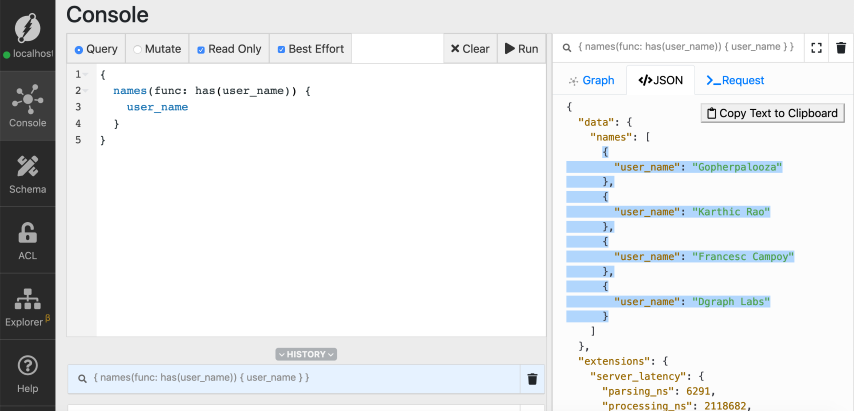 Console
localhost
Console
Schema
ACL
Explorer β
Help
Query
Mutate
Read Only
Best Effort
Clear
Run
1 {
2 names(func: has(user_name)) {
3 user_name
4 }
5 }
HISTORY
{ names(func: has(user_name)) { user_name } }
{ names(func: has(user_name)) { user_name } }
Graph
JSON
Request
Copy Text to Clipboard
{
"data": {
"names": [
{
"user_name": "Gopherpalooza"
},
{
"user_name": "Karthic Rao"
},
{
"user_name": "Francesc Campoy"
},
{
"user_name": "Dgraph Labs"
}
]
},
"extensions": {
"server_latency": {
"parsing_ns": 6291,
"processing_ns": 2118682,